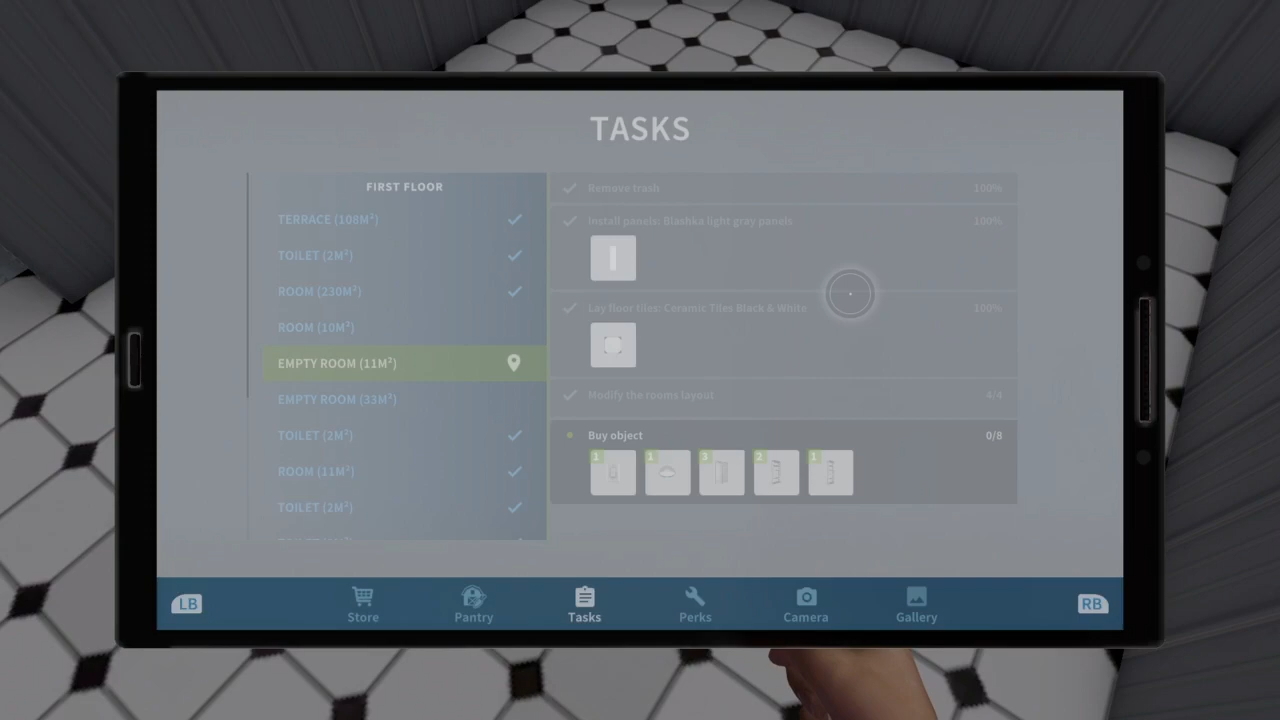 TASKS
FIRST FLOOR
TERRACE (108M²)
TOILET (2M²)
ROOM (230M²)
ROOM (10M²)
EMPTY ROOM (11M²)
EMPTY ROOM (33M²)
TOILET (2M²)
ROOM (11M²)
TOILET (2M²)
Remove trash 100%
Install panels: Blashka light gray panels 100%
Lay floor tiles: Ceramic Tiles Black & White 100%
Modify the rooms layout 4/4
Buy object 0/8
1 1 3 2 1
LB Store Pantry Tasks Perks Camera Gallery RB